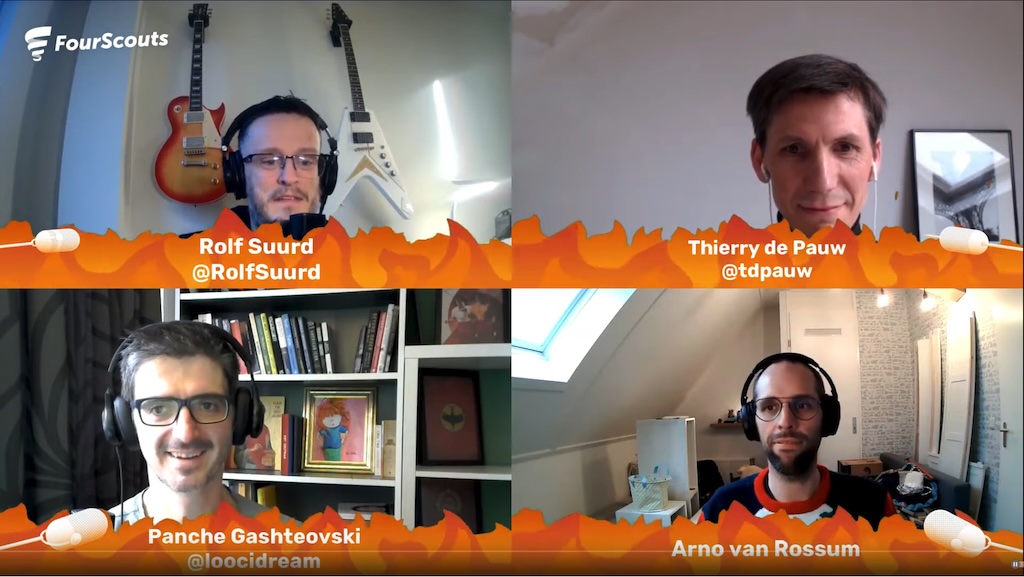 FourScouts
Rolf Suurd
@RolfSuurd
Thierry de Pauw
@tdpauw
Panche Gashteovski
@loocidream
Arno van Rossum